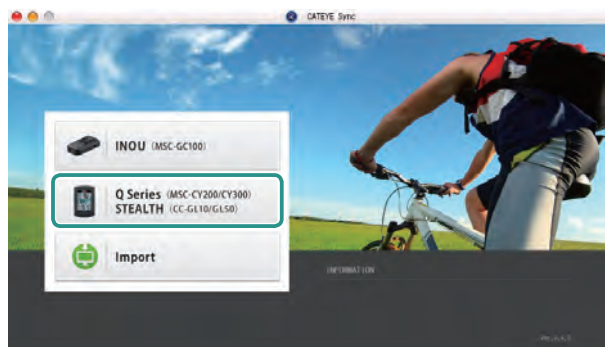 CATEYE Sync
INOU (MSC-GC100)
Q Series (MSC-CY200/CY300)
STEALTH (CC-GL10/GL50)
Import
INFORMATION